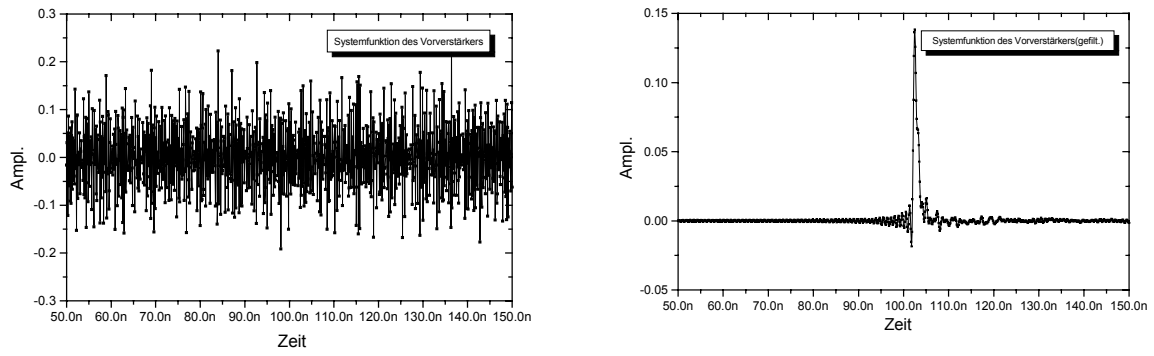 Systemfunktion des Vorverstärkers
Ampl.
0.3
0.2
0.1
0.0
-0.1
-0.2
-0.3
50.0n 60.0n 70.0n 80.0n 90.0n 100.0n 110.0n 120.0n 130.0n 140.0n 150.0n
Zeit
Systemfunktion des Vorverstärkers(gefilt.)
Ampl.
0.15
0.10
0.05
0.00
-0.05
50.0n 60.0n 70.0n 80.0n 90.0n 100.0n 110.0n 120.0n 130.0n 140.0n 150.0n
Zeit